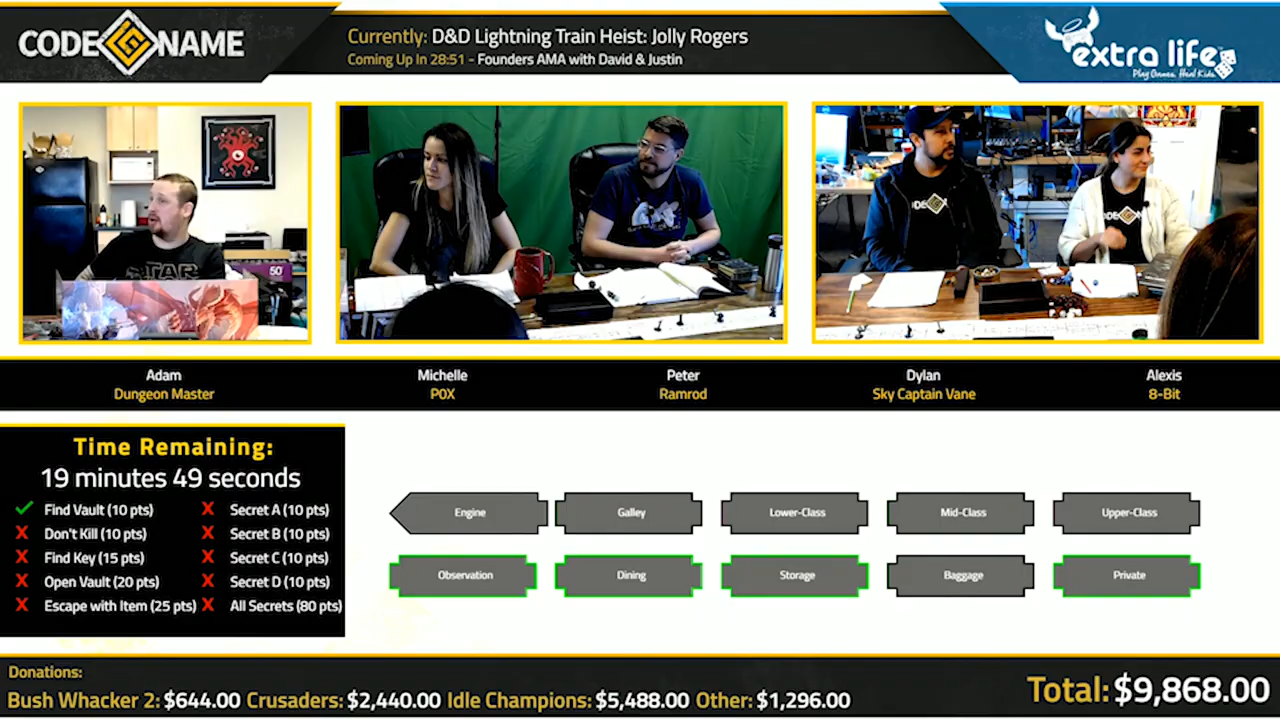 CODE NAME
Currently: D&D Lightning Train Heist: Jolly Rogers
Coming Up In 28:51 - Founders AMA with David & Justin
extra life
Play Games. Heal Kids.
STAR
50
CODE
Adam
Dungeon Master
Michelle
P0X
Peter
Ramrod
Dylan
Sky Captain Vane
Alexis
8-Bit
Time Remaining:
19 minutes 49 seconds
✓ Find Vault (10 pts)
X Don't Kill (10 pts)
X Find Key (15 pts)
X Open Vault (20 pts)
X Escape with Item (25 pts)
X Secret A (10 pts)
X Secret B (10 pts)
X Secret C (10 pts)
X Secret D (10 pts)
X All Secrets (80 pts)
Engine
Galley
Lower-Class
Mid-Class
Upper-Class
Observation
Dining
Storage
Baggage
Private
Donations:
Bush Whacker 2: $644.00 Crusaders: $2,440.00 Idle Champions: $5,488.00 Other: $1,296.00
Total: $9,868.00